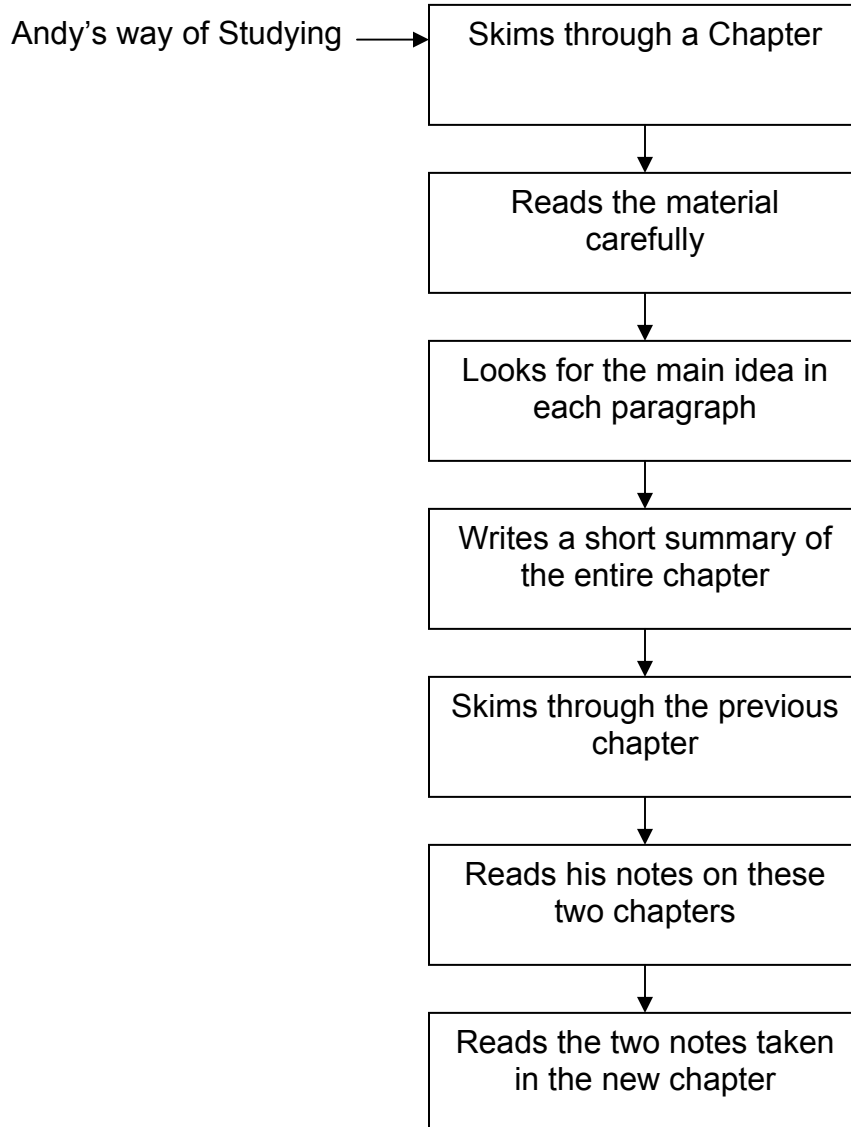 Andy’s way of Studying
Skims through a Chapter
Reads the material
carefully
Looks for the main idea in
each paragraph
Writes a short summary of
the entire chapter
Skims through the previous
chapter
Reads his notes on these
two chapters
Reads the two notes taken
in the new chapter